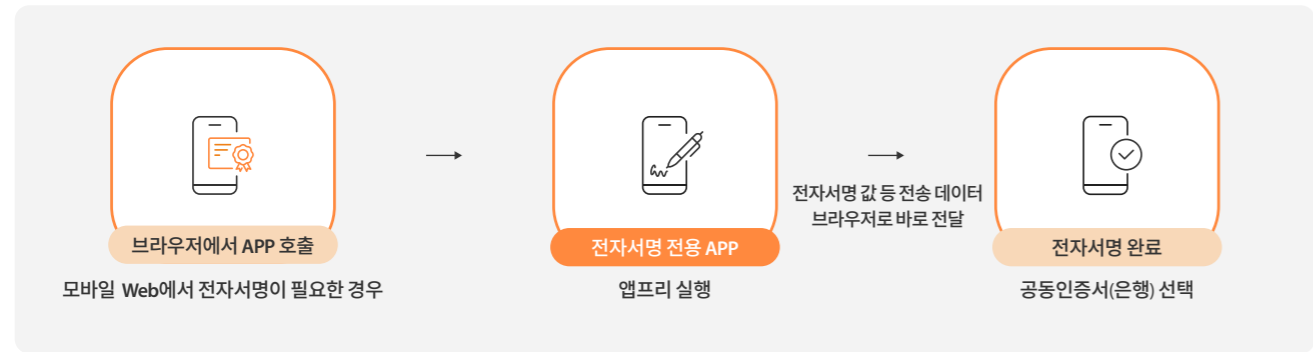 브라우저에서 APP 호출
모바일 Web에서 전자서명이 필요한 경우
전자서명 전용 APP
앱프리 실행
전자서명 값 등 전송 데이터
브라우저로 바로 전달
전자서명 완료
공동인증서(은행) 선택